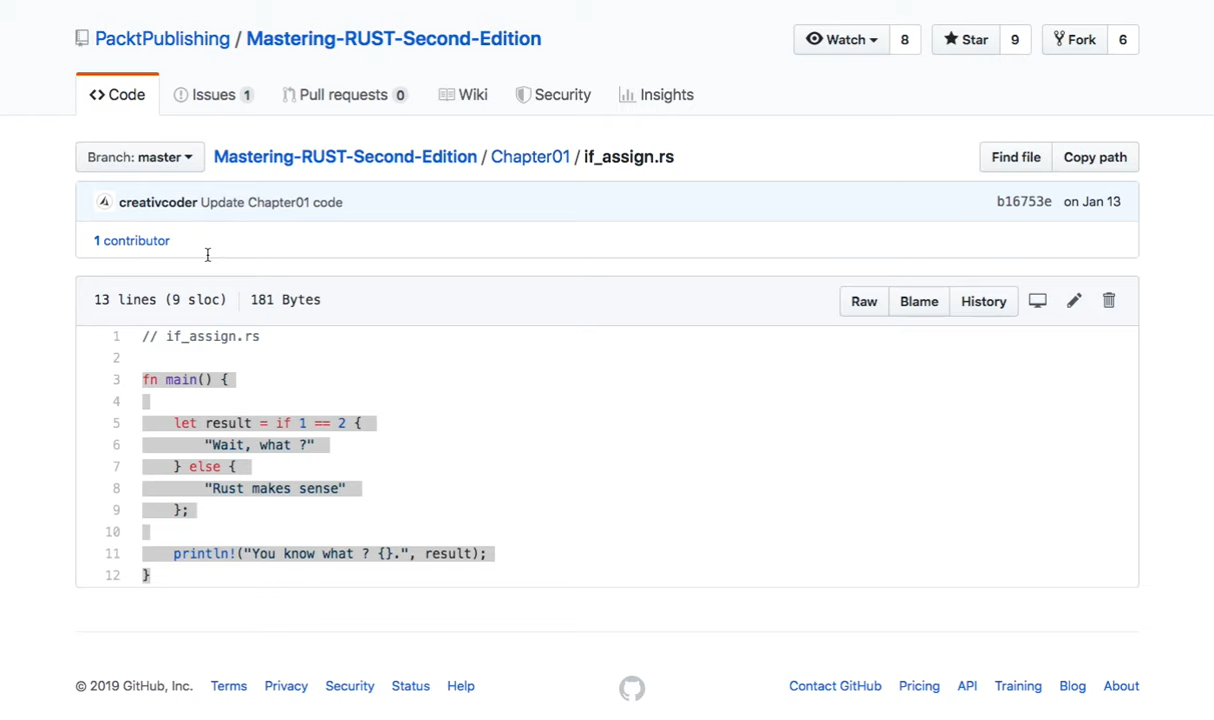 PacktPublishing / Mastering-RUST-Second-Edition
Watch 8 Star 9 Fork 6
Code Issues 1 Pull requests 0 Wiki Security Insights
Branch: master Mastering-RUST-Second-Edition / Chapter01 / if_assign.rs Find file Copy path
creativcoder Update Chapter01 code b16753e on Jan 13
1 contributor
13 lines (9 sloc) 181 Bytes Raw Blame History
1 // if_assign.rs
2
3 fn main() {
4
5     let result = if 1 == 2 {
6         "Wait, what ?"
7     } else {
8         "Rust makes sense"
9     };
10
11     println!("You know what ? {}.", result);
12 }
© 2019 GitHub, Inc. Terms Privacy Security Status Help Contact GitHub Pricing API Training Blog About